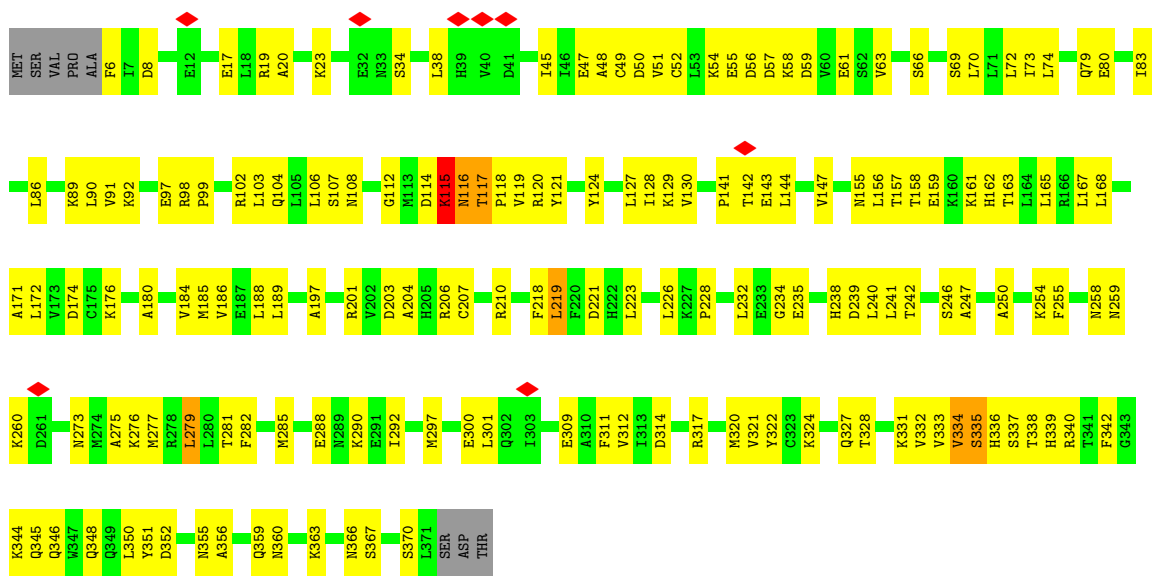 MET SER VAL PRO ALA F6 I7 D8 E12 E17 L18 R19 A20 K23 E32 N33 S34 L38 H39 V40 D41 I45 I46 E47 A48 C49 D50 V51 C52 L53 K54 E55 D56 D57 K58 D59 V60 E61 S62 V63 S66 S69 L70 L71 L72 I73 L74 Q79 E80 I83
L86 K89 L90 V91 K92 E97 R98 P99 R102 L103 Q104 L105 L106 S107 N108 G112 M113 D114 K115 N116 T117 P118 V119 R120 Y121 Y124 L127 I128 K129 V130 P141 T142 E143 L144 V147 N155 L156 T157 T158 E159 K160 K161 H162 T163 L164 L165 R166 L167 L168
A171 L172 V173 D174 C175 K176 A180 V184 M185 V186 E187 L188 L189 A197 R201 V202 D203 A204 H205 R206 C207 R210 F218 L219 F220 D221 H222 L223 L226 K227 P228 L232 E233 G234 E235 H238 D239 L240 L241 T242 S246 A247 A250 K254 F255 N258 N259
K260 D261 N273 M274 A275 K276 M277 R278 L279 L280 T281 F282 M285 E288 N289 K290 E291 I292 M297 E300 L301 Q302 I303 E309 A310 F311 V312 I313 D314 R317 M320 V321 Y322 C323 K324 Q327 T328 K331 V332 V333 V334 S335 H336 S337 T338 H339 R340 T341 F342 G343
K344 Q345 Q346 W347 Q348 Q349 L350 Y351 D352 N355 A356 Q359 N360 K363 N366 S367 S370 L371 SER ASP THR